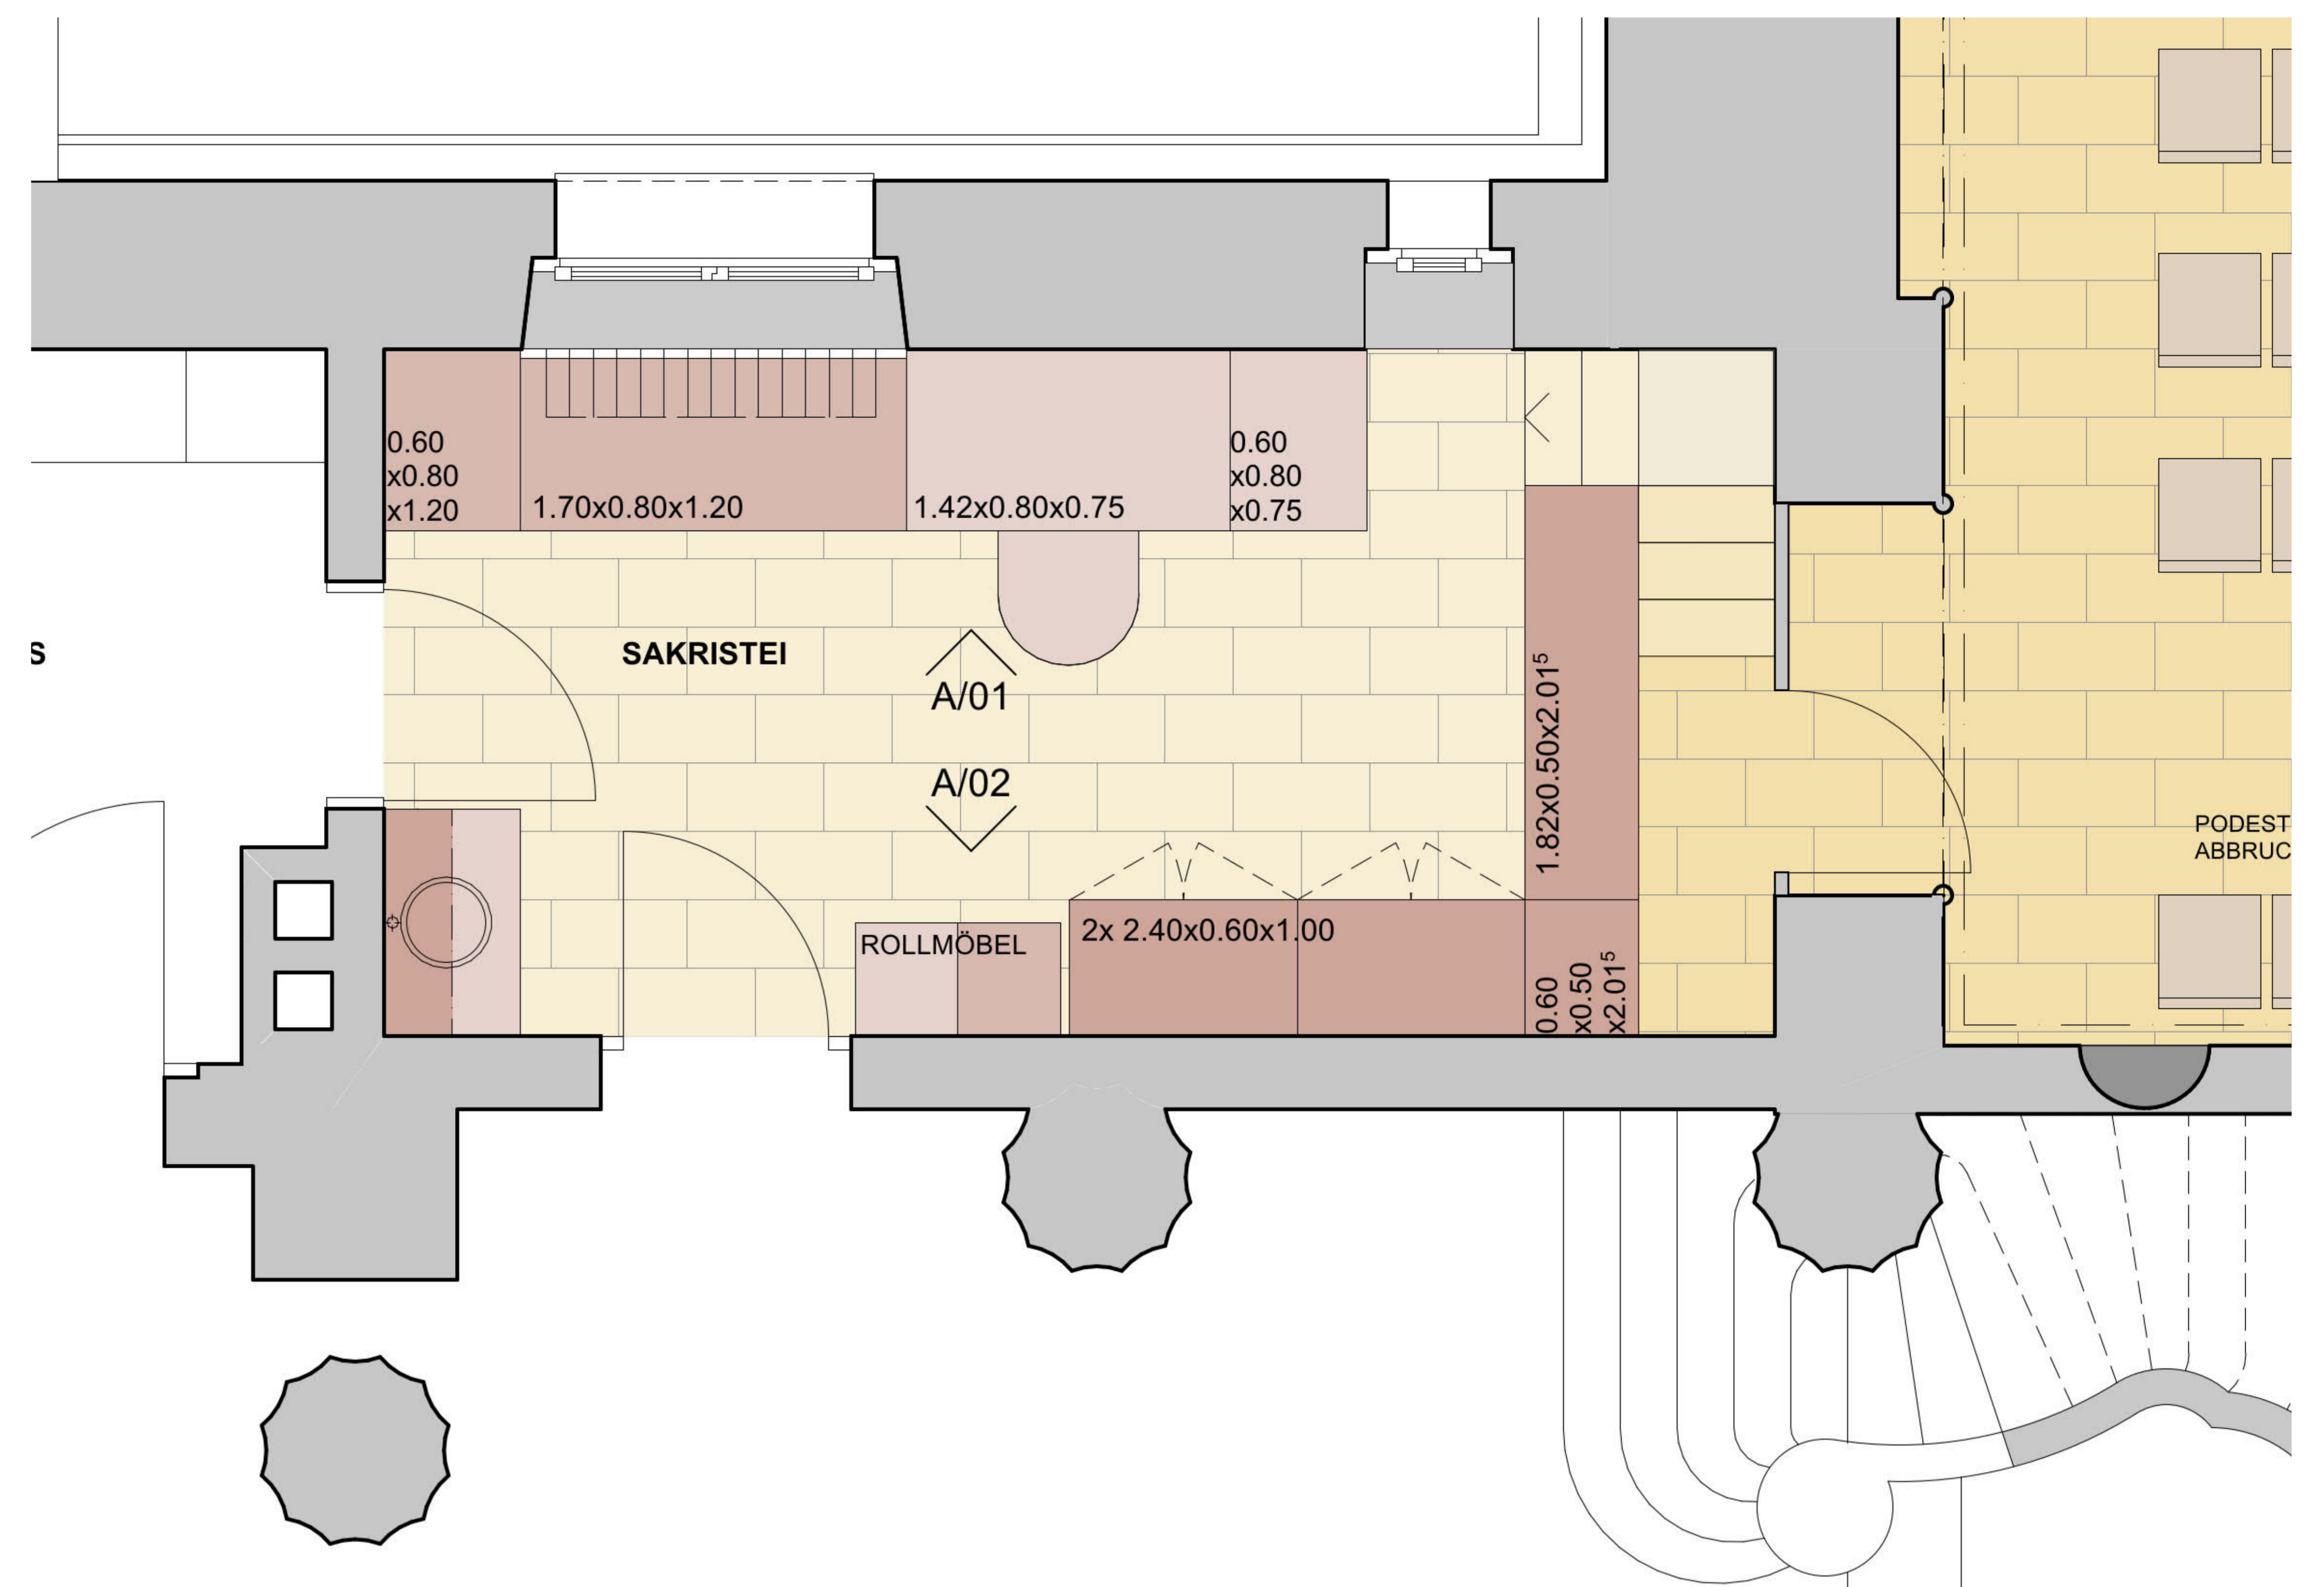 0.60
x0.80
x1.20
1.70x0.80x1.20
1.42x0.80x0.75
0.60
x0.80
x0.75
S
SAKRISTEI
A/01
A/02
1.82x0.50x2.01⁵
PODEST
ABBRUC
ROLLMÖBEL
2x 2.40x0.60x1.00
0.60
x0.50
x2.01⁵